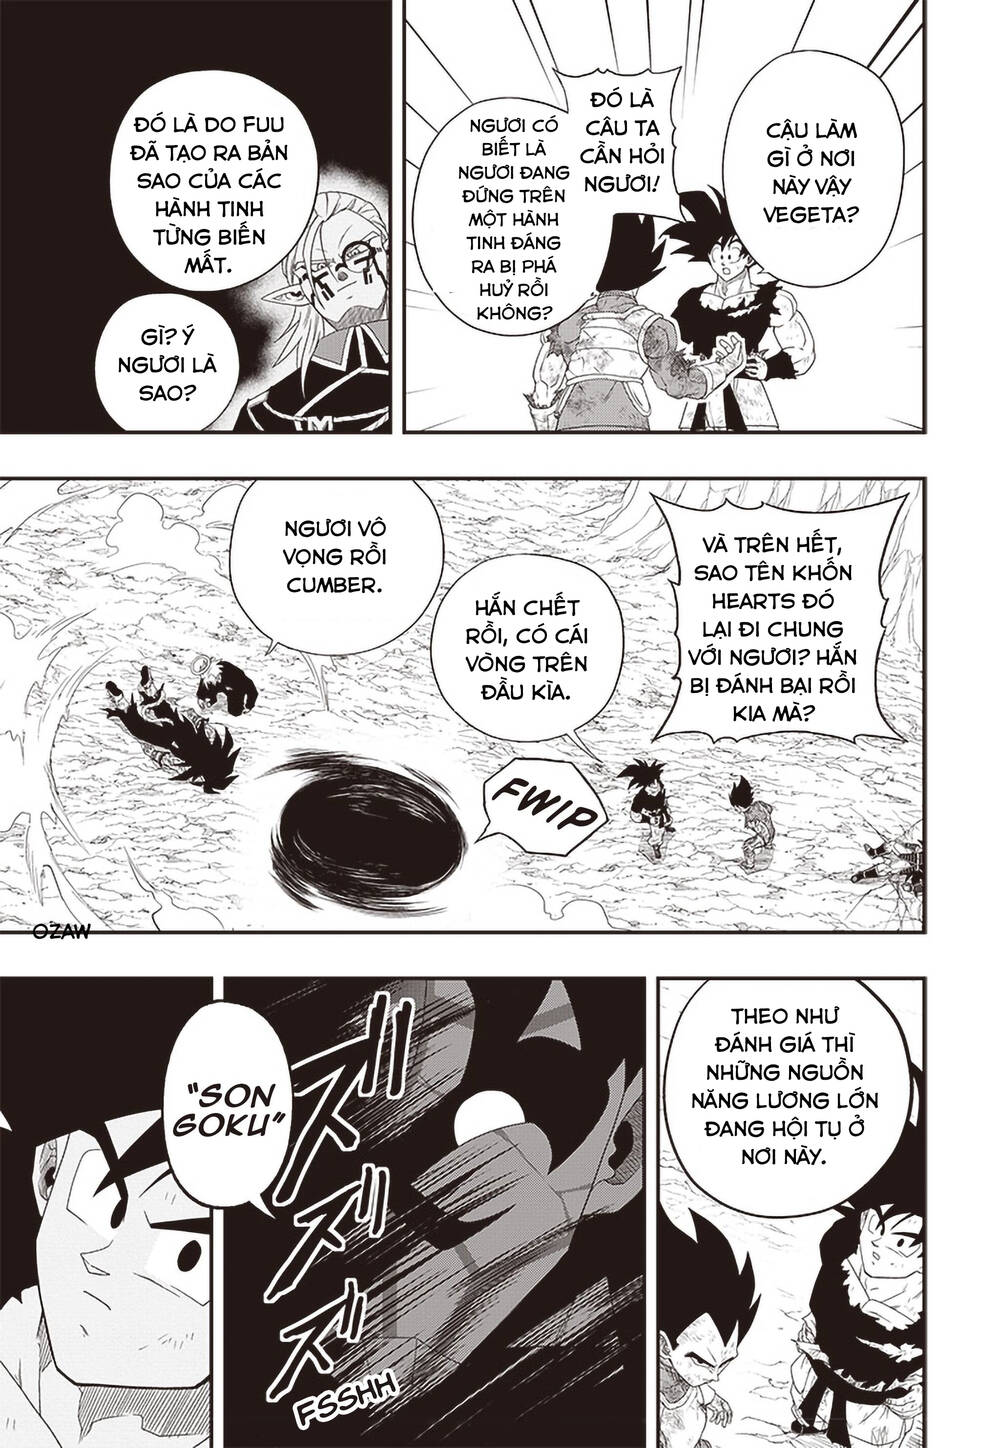 CẬU LÀM
GÌ Ở NƠI
NÀY VẬY
VEGETA?
ĐÓ LÀ
CÂU TA
CẦN HỎI
NGƯƠI!
NGƯƠI CÓ
BIẾT LÀ
NGƯƠI ĐANG
ĐỨNG TRÊN
MỘT HÀNH
TINH ĐÁNG
RA BỊ PHÁ
HUỶ RỒI
KHÔNG?
ĐÓ LÀ DO FUU
ĐÃ TẠO RA BẢN
SAO CỦA CÁC
HÀNH TINH
TỪNG BIẾN
MẤT.
GÌ? Ý
NGƯƠI LÀ
SAO?
VÀ TRÊN HẾT,
SAO TÊN KHỐN
HEARTS ĐÓ
LẠI ĐI CHUNG
VỚI NGƯƠI? HẮN
BỊ ĐÁNH BẠI RỒI
KIA MÀ?
HẮN CHẾT
RỒI, CÓ CÁI
VÒNG TRÊN
ĐẦU KÌA.
NGƯƠI VÔ
VỌNG RỒI
CUMBER.
FWIP
OZAW
THEO NHƯ
ĐÁNH GIÁ THÌ
NHỮNG NGUỒN
NĂNG LƯƠNG LỚN
ĐANG HỘI TỤ Ở
NƠI NÀY.
ズズズ
FSSHH
"SON
GOKU"